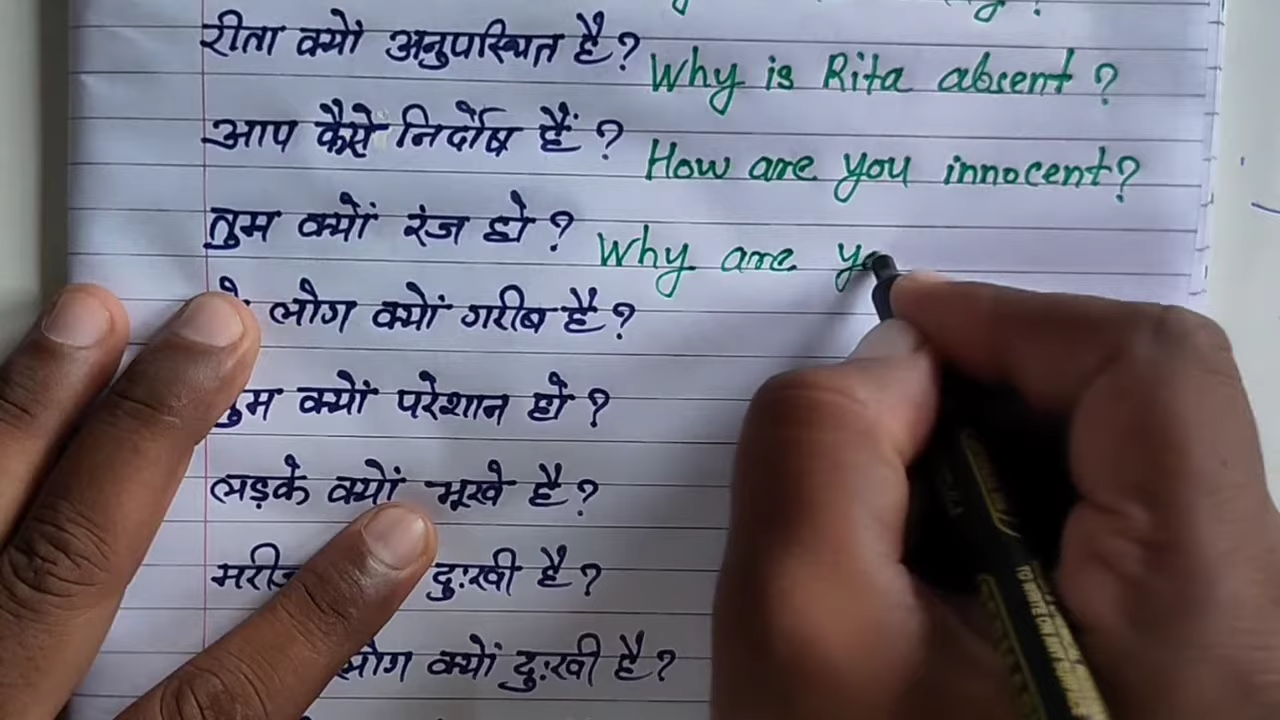 रीता क्यों अनुपस्थित है? Why is Rita absent?
आप कैसे निर्दोष हैं? How are you innocent?
तुम क्यों रंज हो? Why are yo
लोग क्यों गरीब है?
तुम क्यों परेशान हो?
लड़के क्यों भूखे है?
दुःखी है?
लोग क्यों दुःखी है?